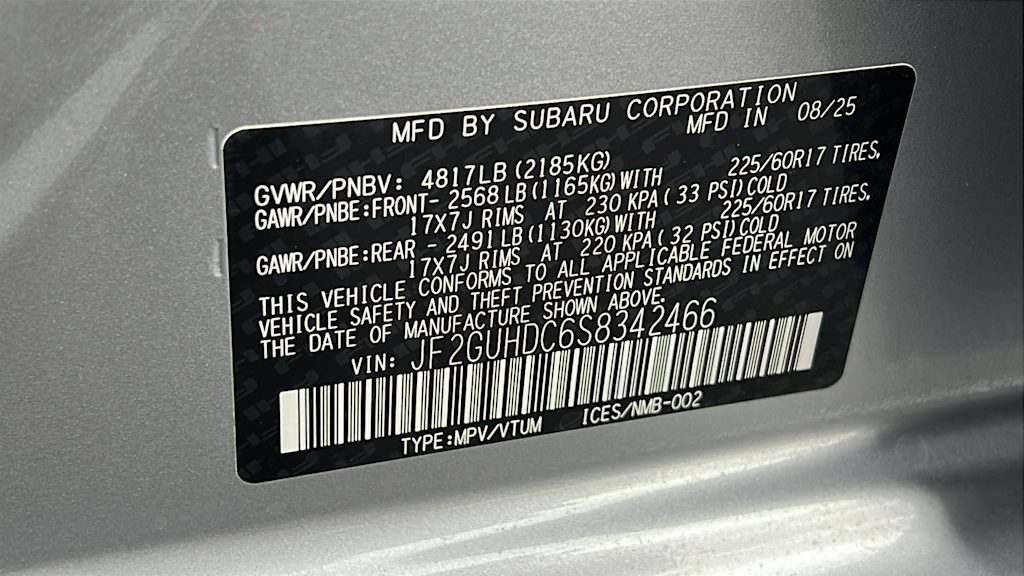 MFD BY SUBARU CORPORATION
MFD IN 08/25
GVWR/PNBV: 4817LB (2185KG)
GAWR/PNBE:FRONT- 2568 LB (1165KG) WITH 225/60R17 TIRES,
17X7J RIMS AT 230 KPA ( 33 PSI) COLD
GAWR/PNBE:REAR - 2491 LB (1130KG) WITH 225/60R17 TIRES,
17X7J RIMS AT 220 KPA ( 32 PSI) COLD
THIS VEHICLE CONFORMS TO ALL APPLICABLE FEDERAL MOTOR
VEHICLE SAFETY AND THEFT PREVENTION STANDARDS IN EFFECT ON
THE DATE OF MANUFACTURE SHOWN ABOVE.
VIN: JF2GUHDC6S8342466
TYPE:MPV/VTUM ICES/NMB-002